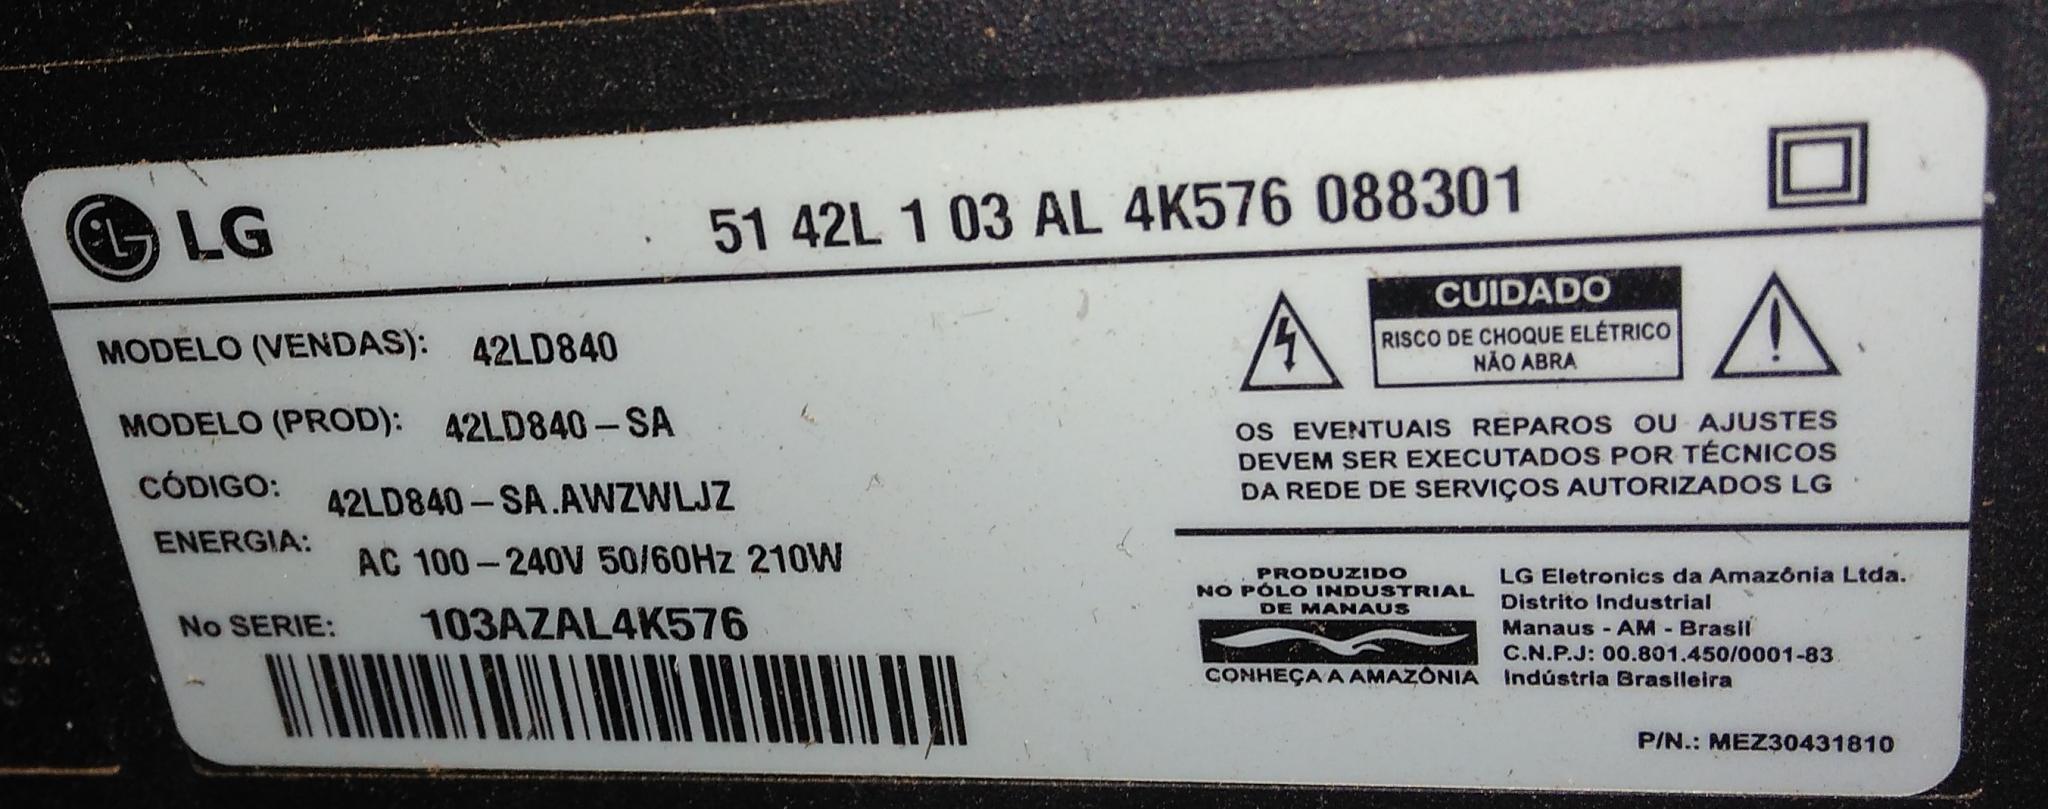 LG
51 42L 1 03 AL 4K576 088301
MODELO (VENDAS): 42LD840
MODELO (PROD): 42LD840-SA
CÓDIGO: 42LD840-SA.AWZWLJZ
ENERGIA: AC 100-240V 50/60Hz 210W
No SERIE: 103AZAL4K576
CUIDADO
RISCO DE CHOQUE ELÉTRICO
NÃO ABRA
OS EVENTUAIS REPAROS OU AJUSTES
DEVEM SER EXECUTADOS POR TÉCNICOS
DA REDE DE SERVIÇOS AUTORIZADOS LG
PRODUZIDO
NO PÓLO INDUSTRIAL
DE MANAUS
CONHEÇA A AMAZÔNIA
LG Eletronics da Amazônia Ltda.
Distrito Industrial
Manaus - AM - Brasil
C.N.P.J: 00.801.450/0001-83
Indústria Brasileira
P/N.: MEZ30431810